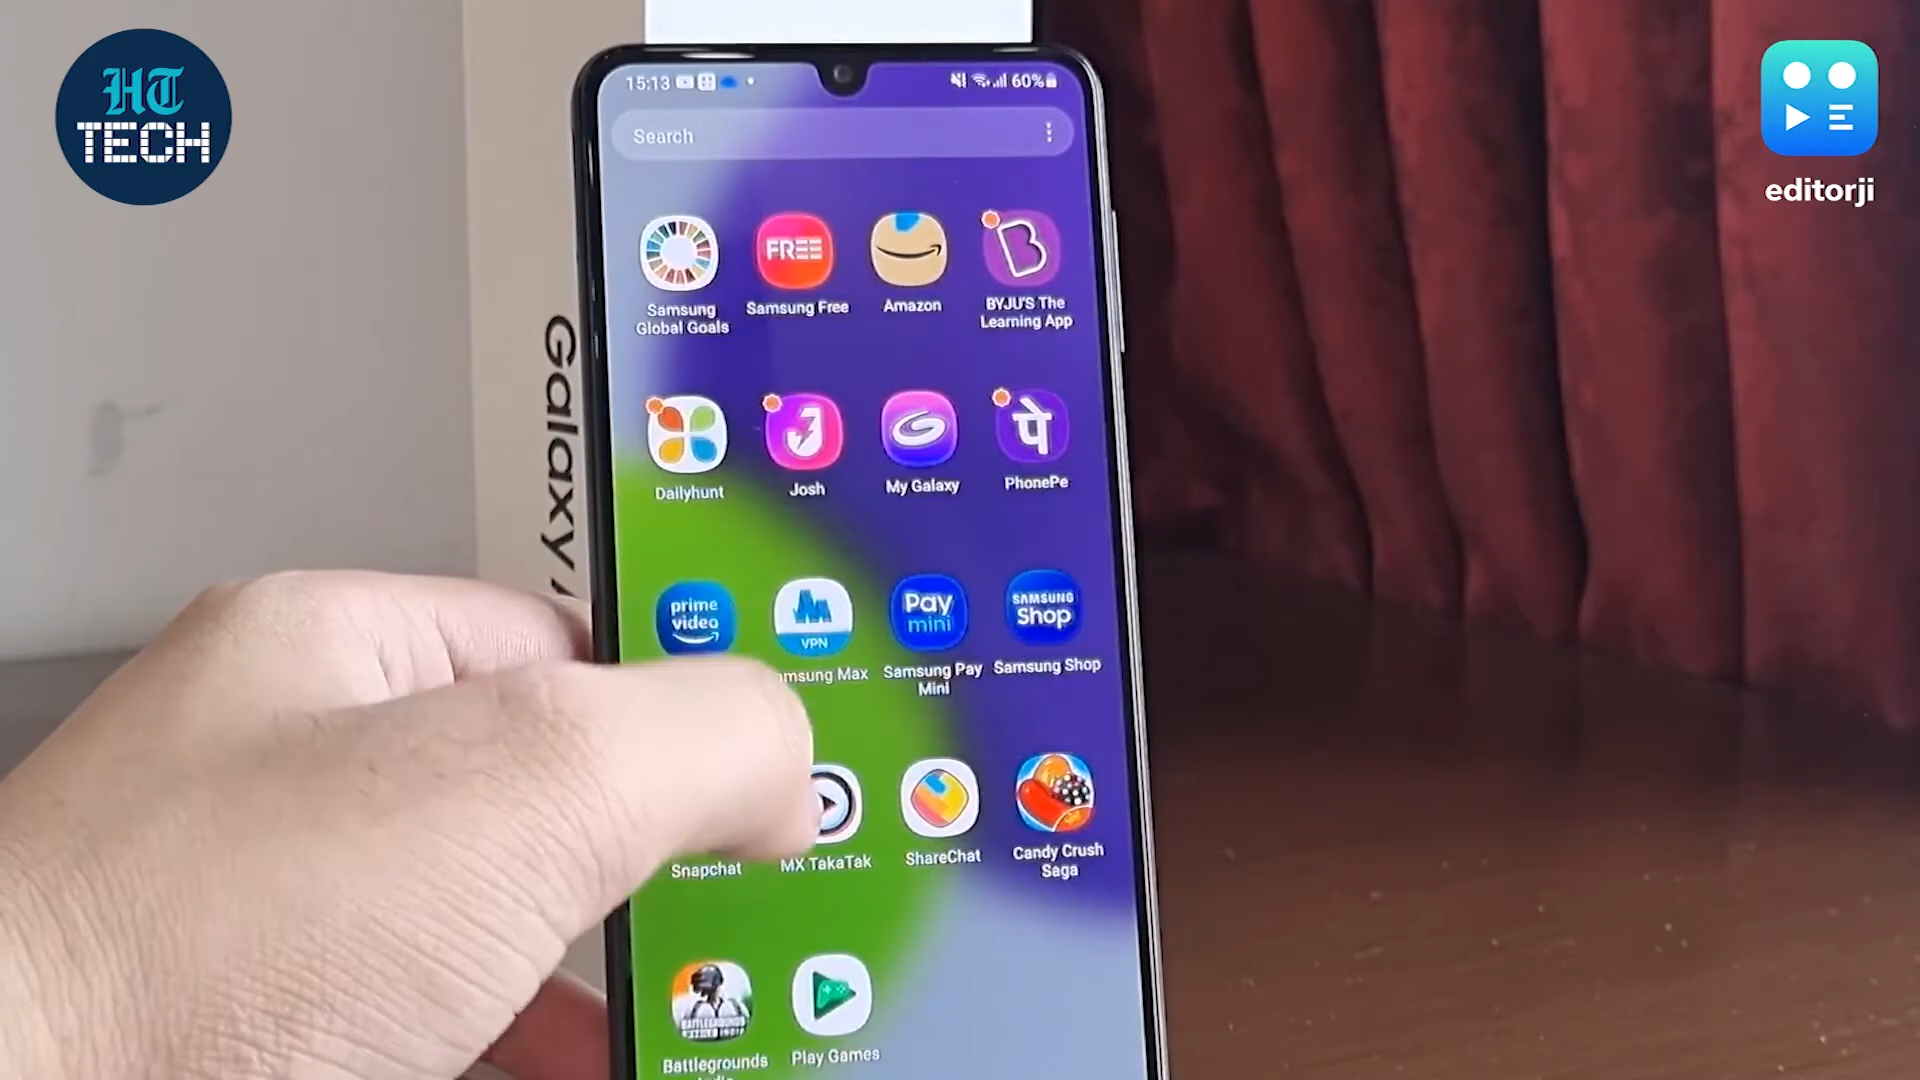 HT
TECH
editorji
Galaxy
15:13
60%
Search
Samsung
Global Goals
FREE
Samsung Free
Amazon
B
BYJU'S The
Learning App
Dailyhunt
J
Josh
G
My Galaxy
पे
PhonePe
prime
video
VPN
msung Max
Pay
mini
Samsung Pay
Mini
SAMSUNG
Shop
Samsung Shop
Snapchat
MX TakaTak
ShareChat
Candy Crush
Saga
BATTLEGROUNDS
Battlegrounds
Play Games